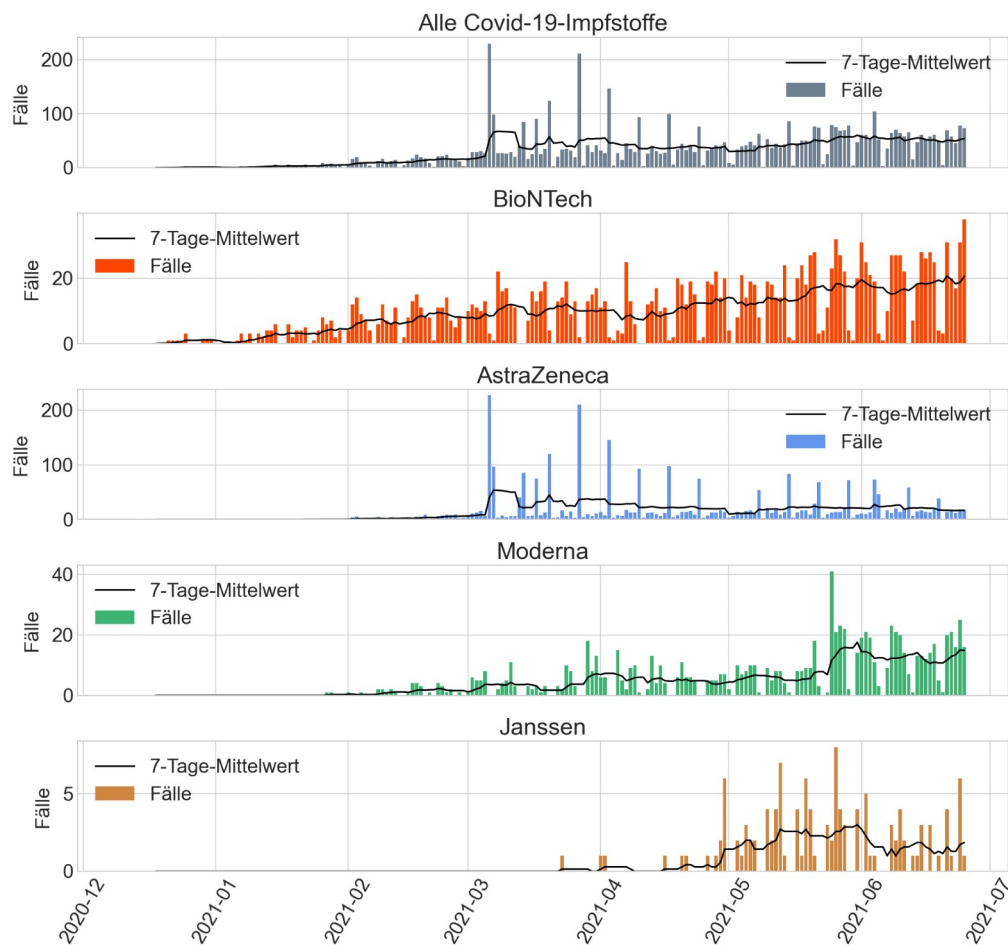 Alle Covid-19-Impfstoffe
Fälle
200
100
0
7-Tage-Mittelwert
Fälle
BioNTech
Fälle
20
0
7-Tage-Mittelwert
Fälle
AstraZeneca
Fälle
200
100
0
7-Tage-Mittelwert
Fälle
Moderna
Fälle
40
20
0
7-Tage-Mittelwert
Fälle
Janssen
Fälle
5
0
7-Tage-Mittelwert
Fälle
2020-12
2021-01
2021-02
2021-03
2021-04
2021-05
2021-06
2021-07